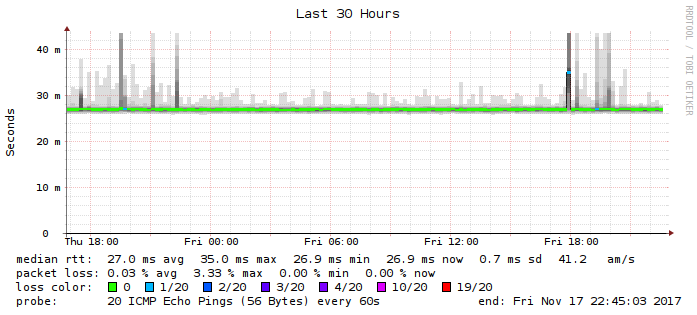 Last 30 Hours
RRDTOOL / TOBI OETIKER
Seconds
40 m
30 m
20 m
10 m
0
Thu 18:00 Fri 00:00 Fri 06:00 Fri 12:00 Fri 18:00
median rtt: 27.0 ms avg 35.0 ms max 26.9 ms min 26.9 ms now 0.7 ms sd 41.2 am/s
packet loss: 0.03 % avg 3.33 % max 0.00 % min 0.00 % now
loss color: 0 1/20 2/20 3/20 4/20 10/20 19/20
probe: 20 ICMP Echo Pings (56 Bytes) every 60s end: Fri Nov 17 22:45:03 2017